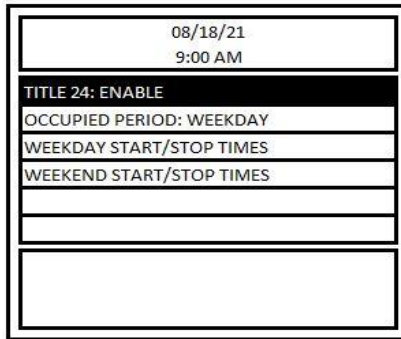 08/18/21
9:00 AM
TITLE 24: ENABLE
OCCUPIED PERIOD: WEEKDAY
WEEKDAY START/STOP TIMES
WEEKEND START/STOP TIMES